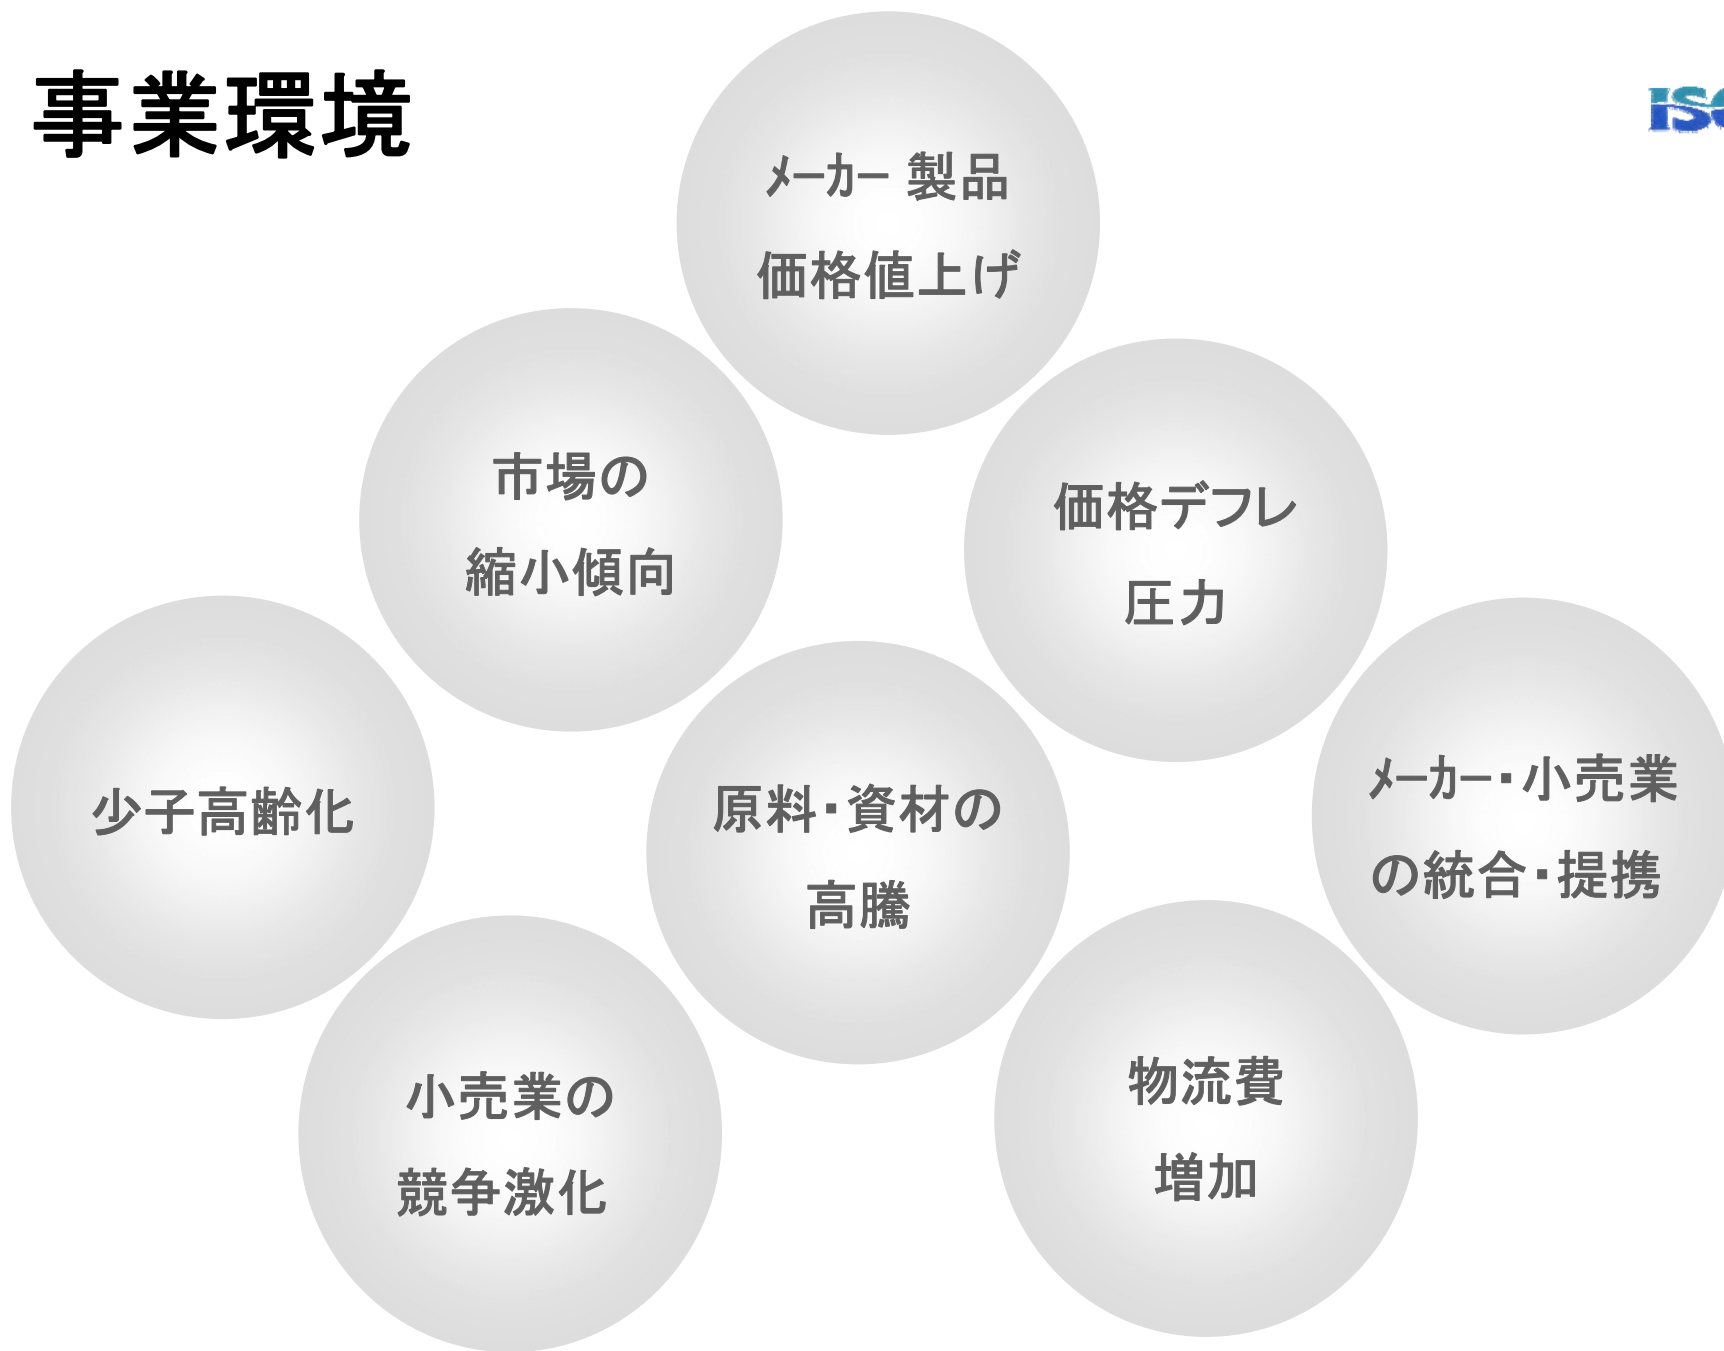 事業環境
ﾒｰｶｰ 製品
価格値上げ
市場の
縮小傾向
価格デフレ
圧力
少子高齢化
原料・資材の
高騰
ﾒｰｶｰ・小売業
の統合・提携
小売業の
競争激化
物流費
増加